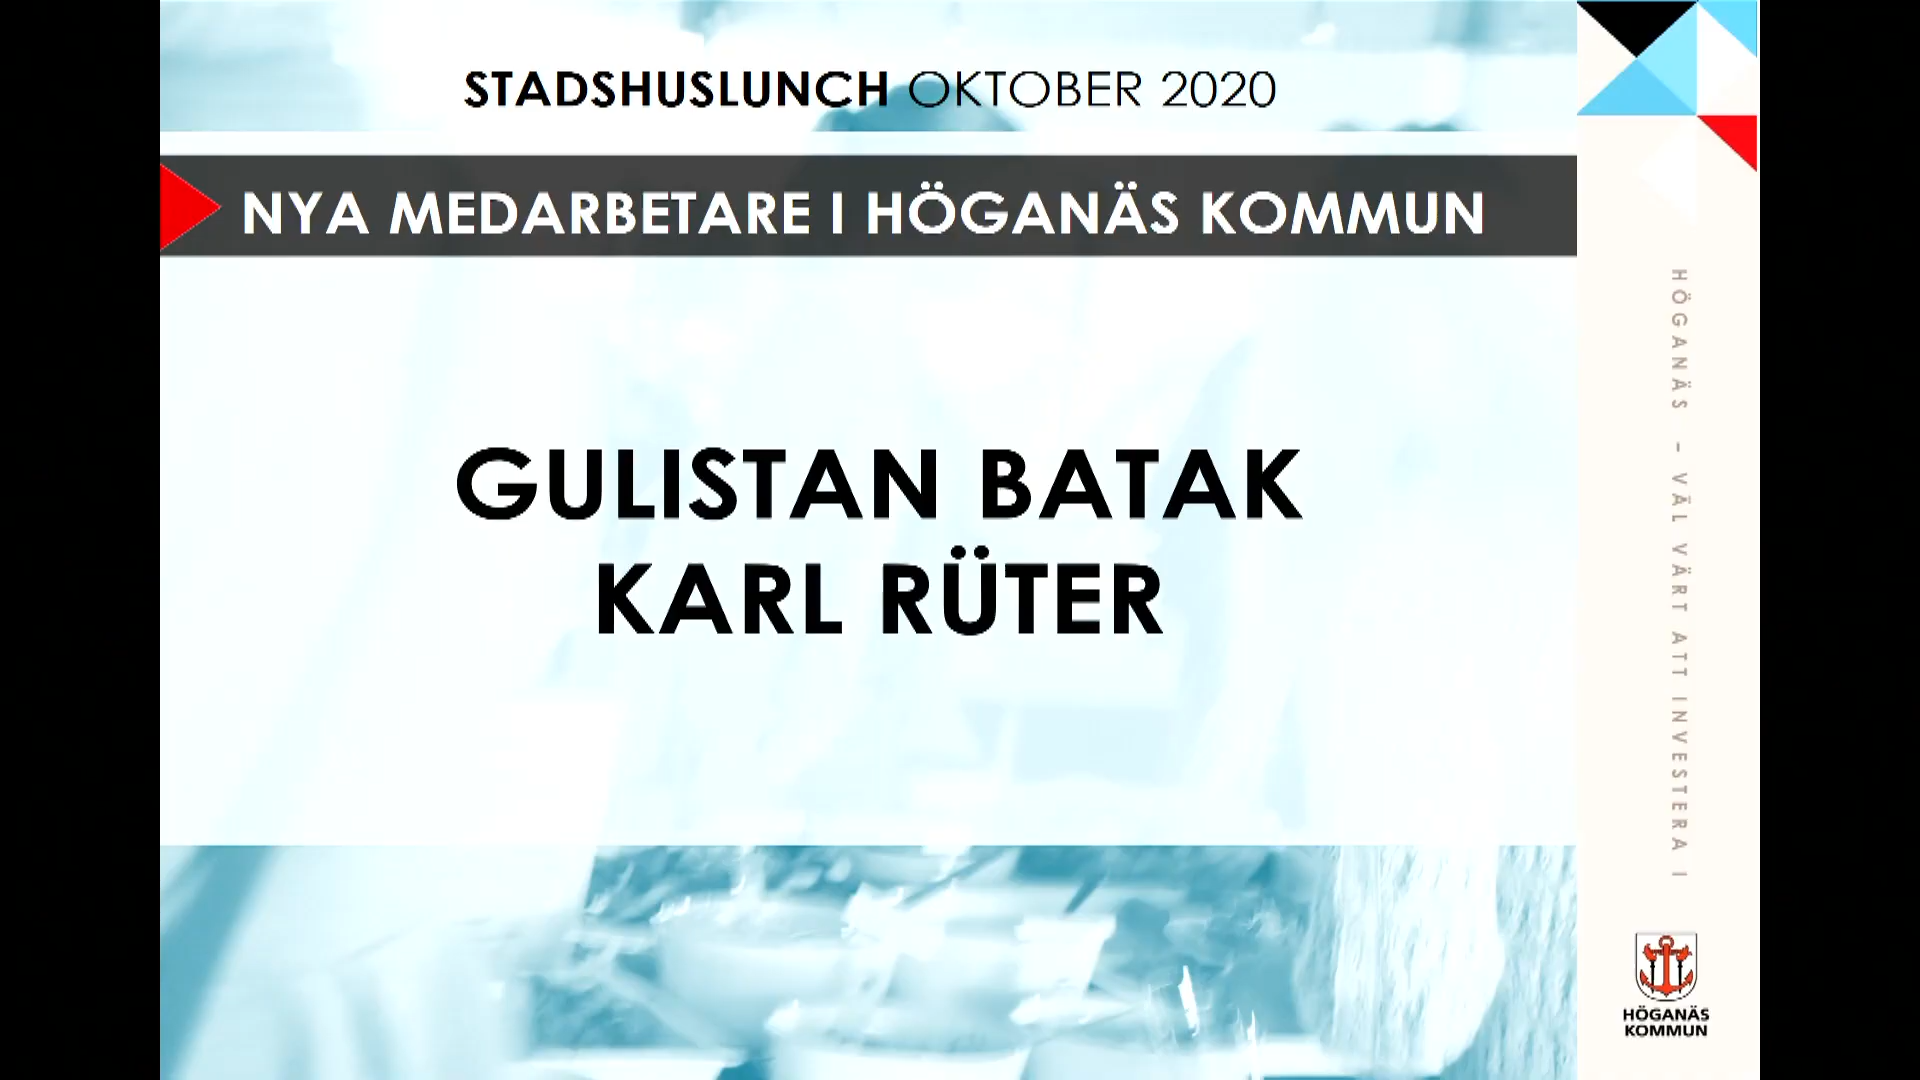 STADSHUSLUNCH OKTOBER 2020
NYA MEDARBETARE I HÖGANÄS KOMMUN
GULISTAN BATAK
KARL RÜTER
HÖGANÄS - VÄL VÄRT ATT INVESTERA I
HÖGANÄS
KOMMUN